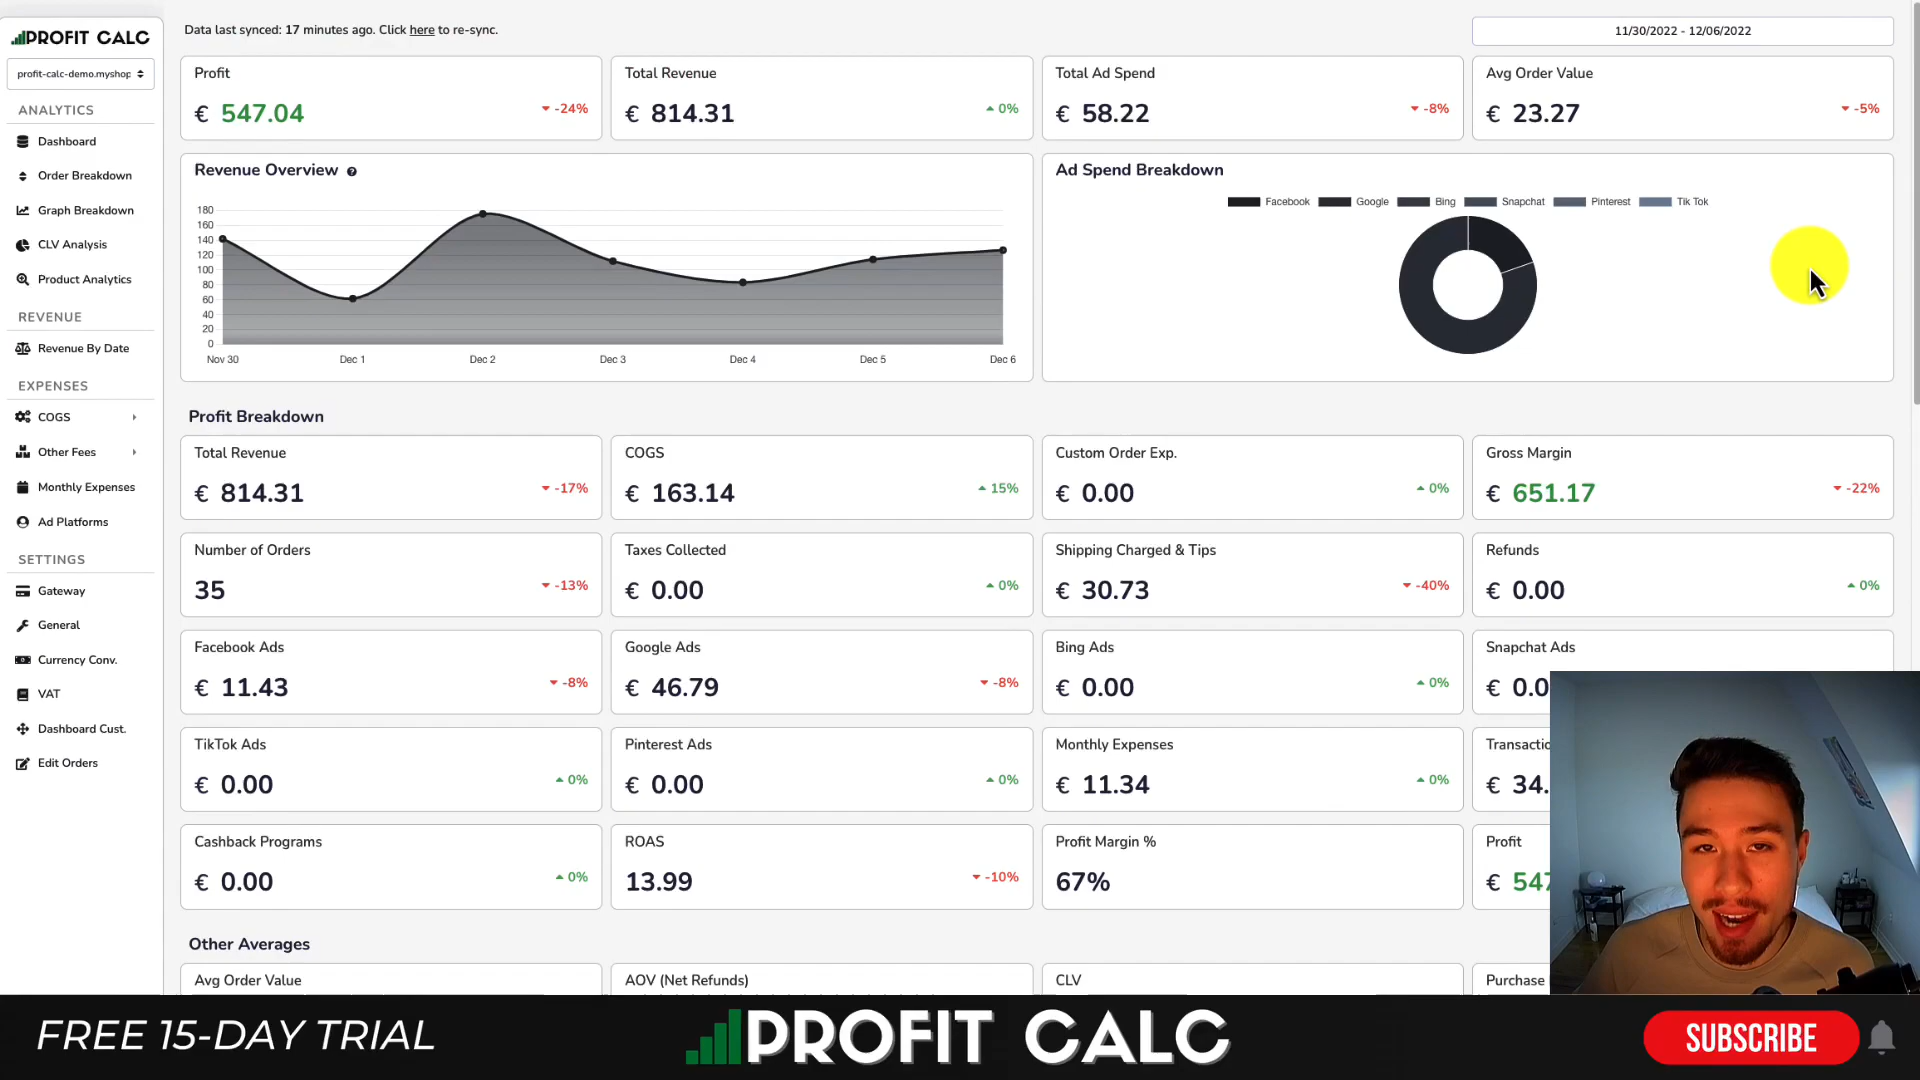 PROFIT CALC
profit-calc-demo.myshop
ANALYTICS
Dashboard
Order Breakdown
Graph Breakdown
CLV Analysis
Product Analytics
REVENUE
Revenue By Date
EXPENSES
COGS
Other Fees
Monthly Expenses
Ad Platforms
SETTINGS
Gateway
General
Currency Conv.
VAT
Dashboard Cust.
Edit Orders
Data last synced: 17 minutes ago. Click here to re-sync.
11/30/2022 - 12/06/2022
Profit
€ 547.04 -24%
Total Revenue
€ 814.31 0%
Total Ad Spend
€ 58.22 -8%
Avg Order Value
€ 23.27 -5%
Revenue Overview
180
160
140
120
100
80
60
40
20
0
Nov 30 Dec 1 Dec 2 Dec 3 Dec 4 Dec 5 Dec 6
Ad Spend Breakdown
Facebook Google Bing Snapchat Pinterest Tik Tok
Profit Breakdown
Total Revenue
€ 814.31 -17%
COGS
€ 163.14 15%
Custom Order Exp.
€ 0.00 0%
Gross Margin
€ 651.17 -22%
Number of Orders
35 -13%
Taxes Collected
€ 0.00 0%
Shipping Charged & Tips
€ 30.73 -40%
Refunds
€ 0.00 0%
Facebook Ads
€ 11.43 -8%
Google Ads
€ 46.79 -8%
Bing Ads
€ 0.00 0%
Snapchat Ads
€ 0.0
TikTok Ads
€ 0.00 0%
Pinterest Ads
€ 0.00 0%
Monthly Expenses
€ 11.34 0%
Transactio
€ 34.
Cashback Programs
€ 0.00 0%
ROAS
13.99 -10%
Profit Margin %
67%
Profit
€ 547
Other Averages
Avg Order Value
AOV (Net Refunds)
CLV
Purchase
FREE 15-DAY TRIAL
PROFIT CALC
SUBSCRIBE